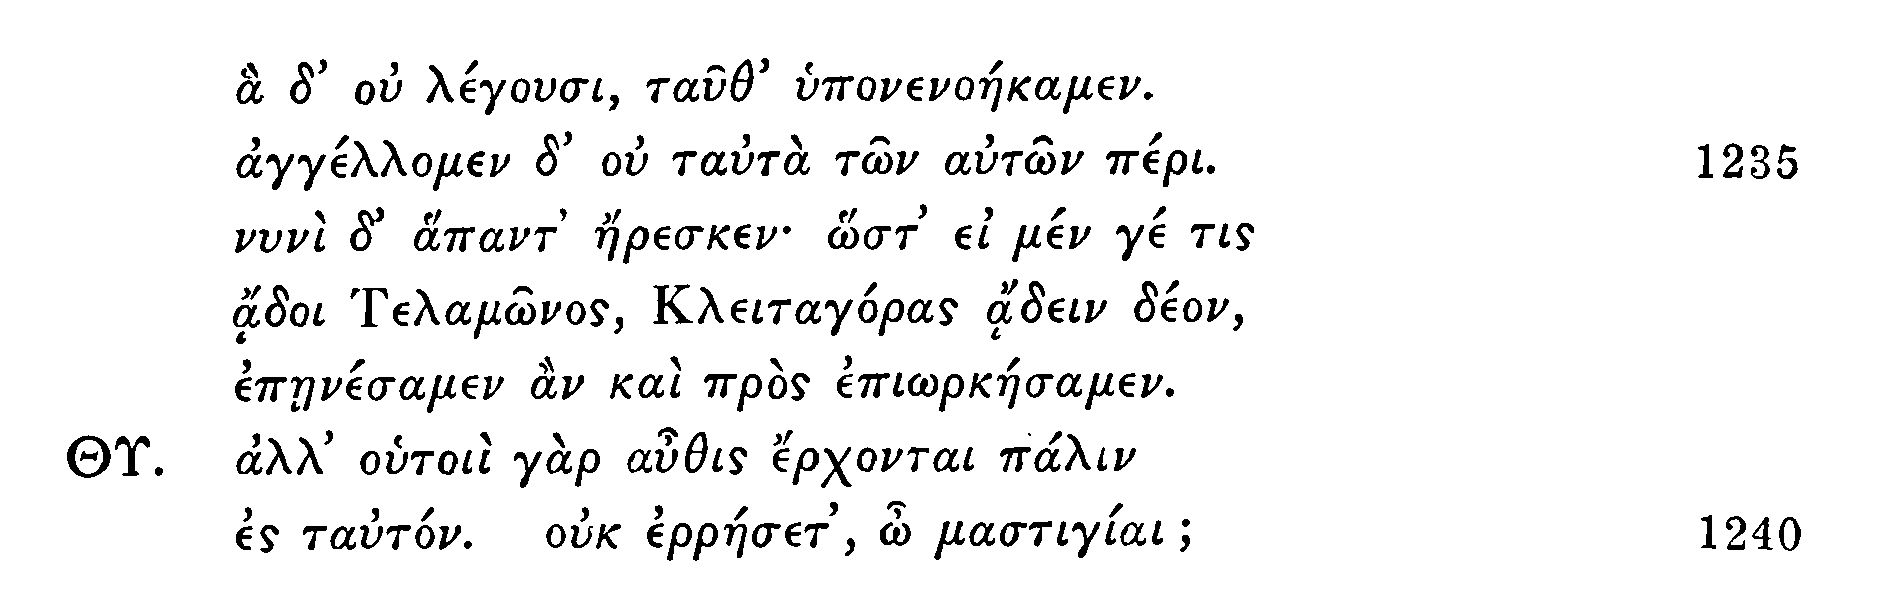 ἃ δ’ οὐ λέγουσι, ταῦθ’ ὑπονενοήκαμεν.
ἀγγέλλομεν δ’ οὐ ταὐτὰ τῶν αὐτῶν πέρι. 1235
νυνὶ δ’ ἅπαντ’ ἤρεσκεν· ὥστ’ εἰ μέν γέ τις
ᾄδοι Τελαμῶνος, Κλειταγόρας ᾄδειν δέον,
ἐπῃνέσαμεν ἂν καὶ πρὸς ἐπιωρκήσαμεν.
ΘΥ. ἀλλ’ οὑτοιὶ γὰρ αὖθις ἔρχονται πάλιν
ἐς ταὐτόν. οὐκ ἐρρήσετ’, ὦ μαστιγίαι; 1240